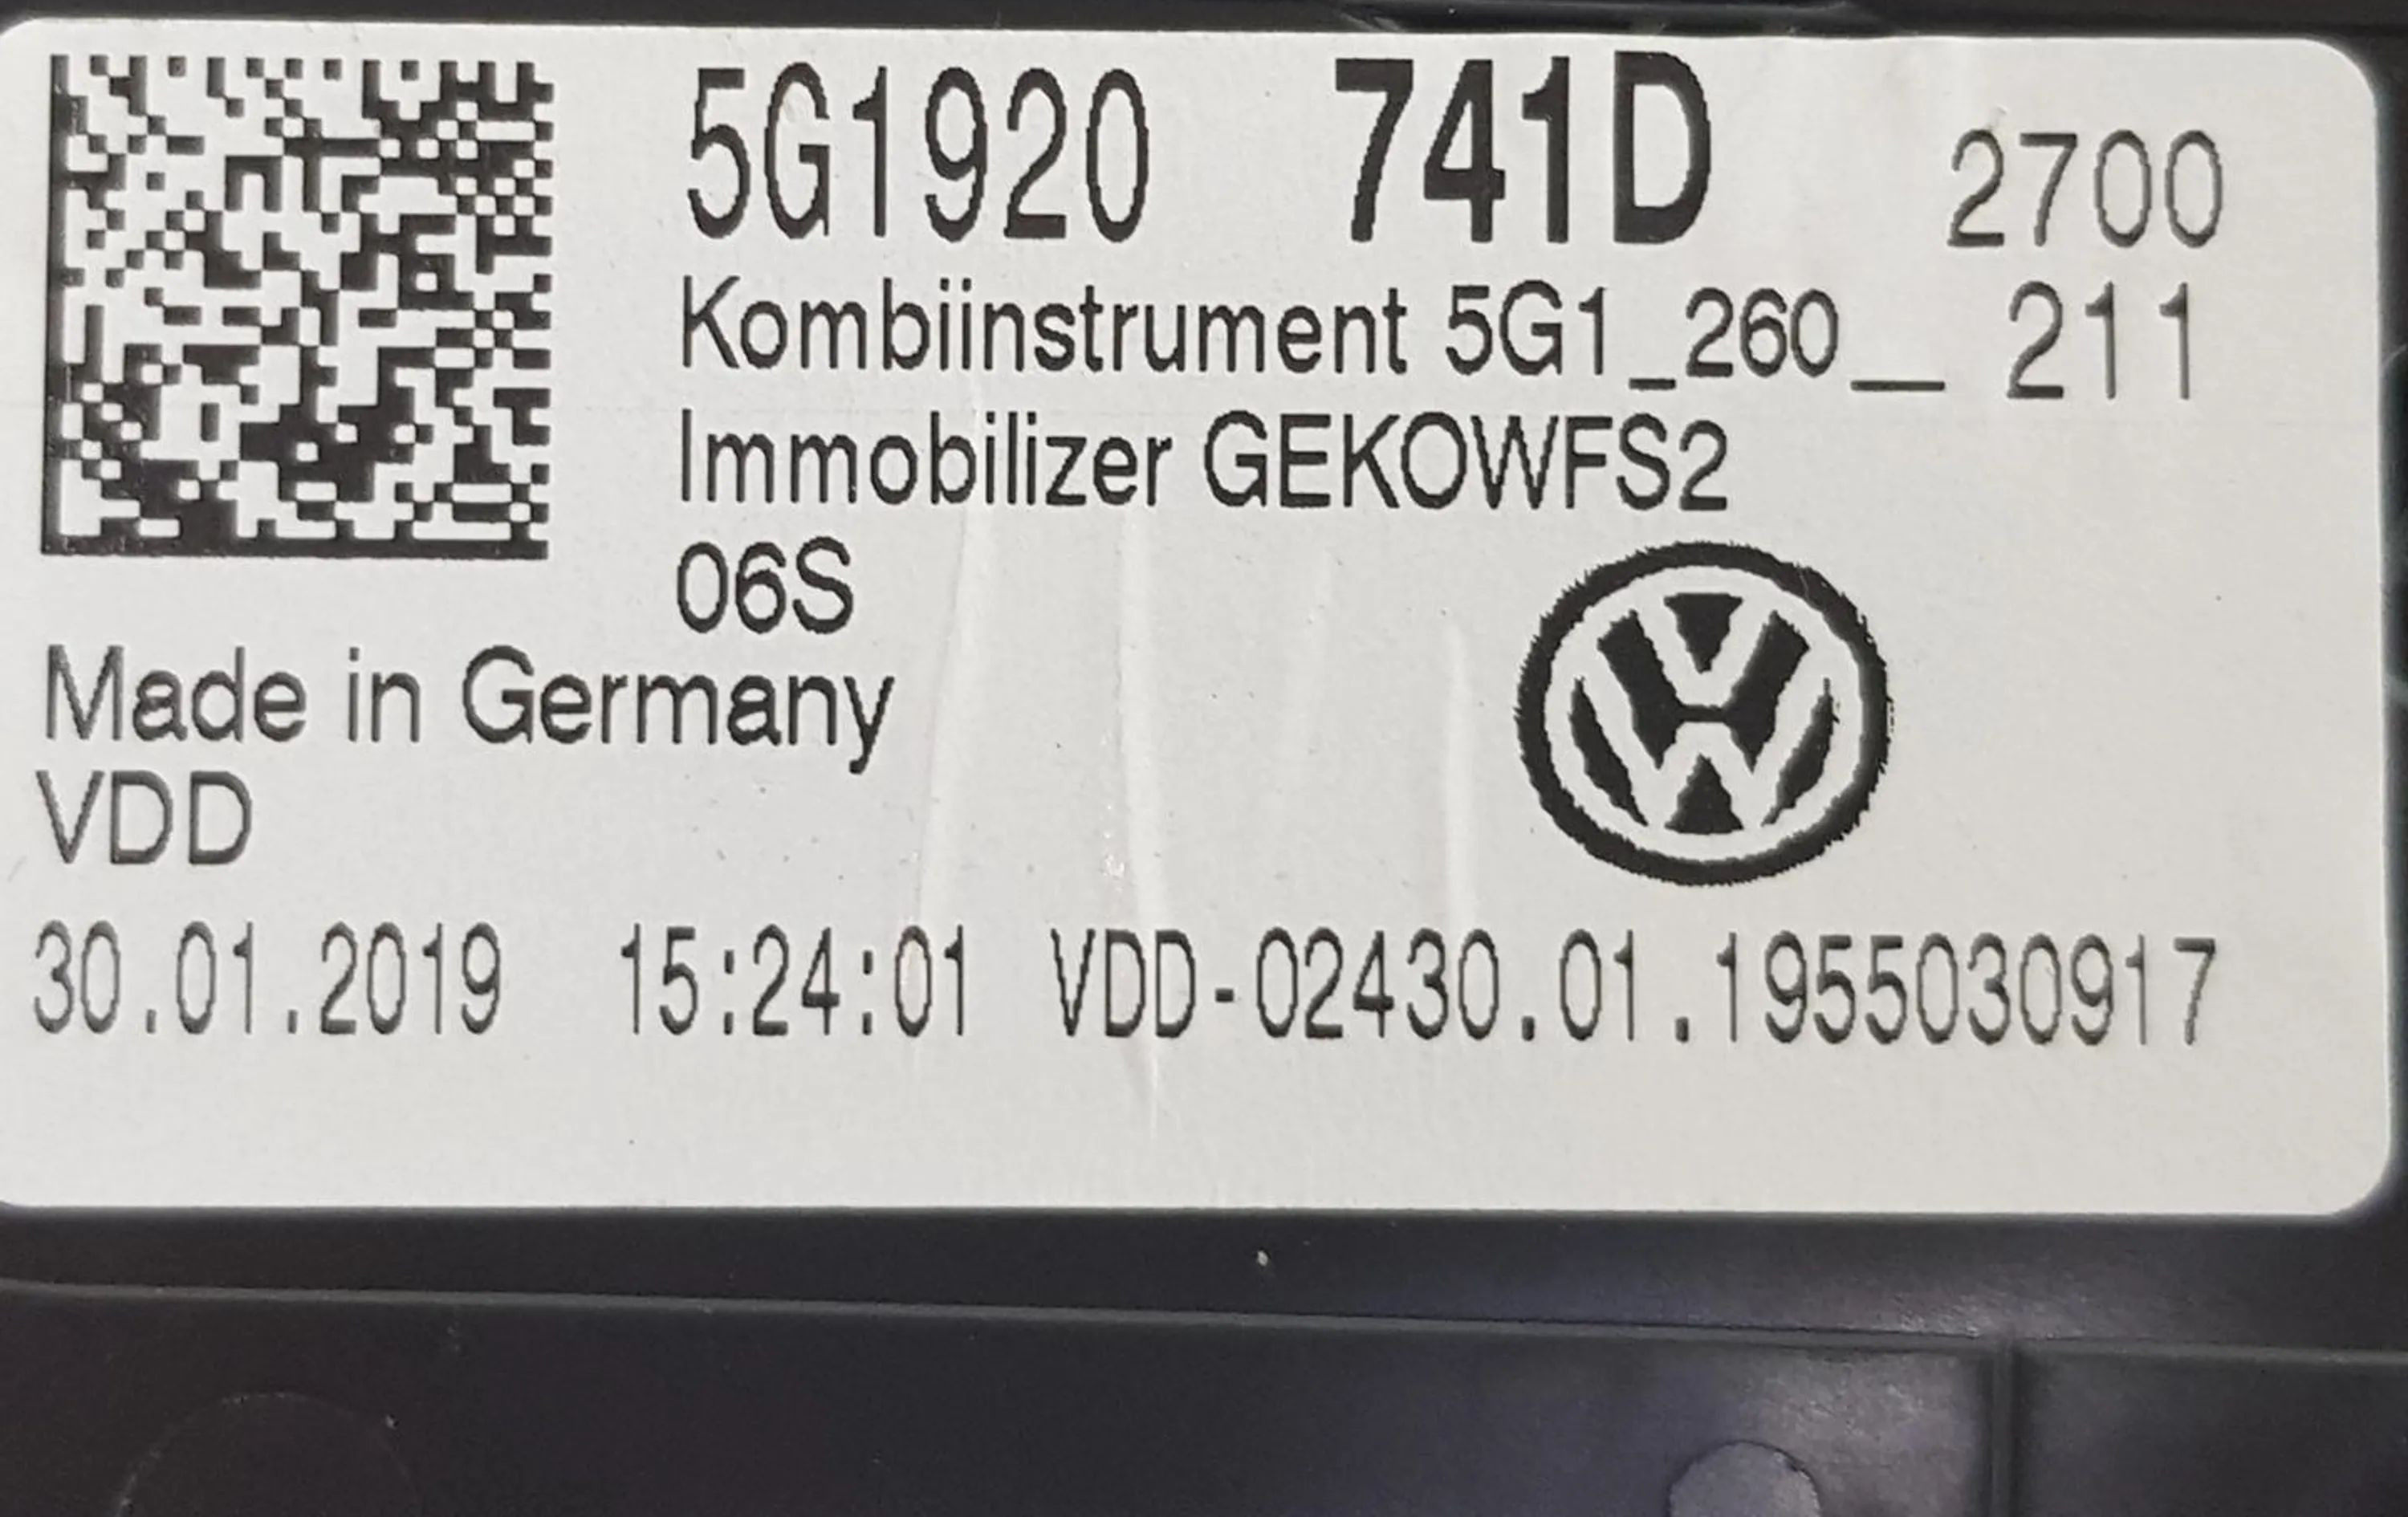 5G1920 741D 2700
Kombiinstrument 5G1_260_ 211
Immobilizer GEKOWFS2
06S
Made in Germany
VDD
30.01.2019 15:24:01 VDD-02430.01.1955030917